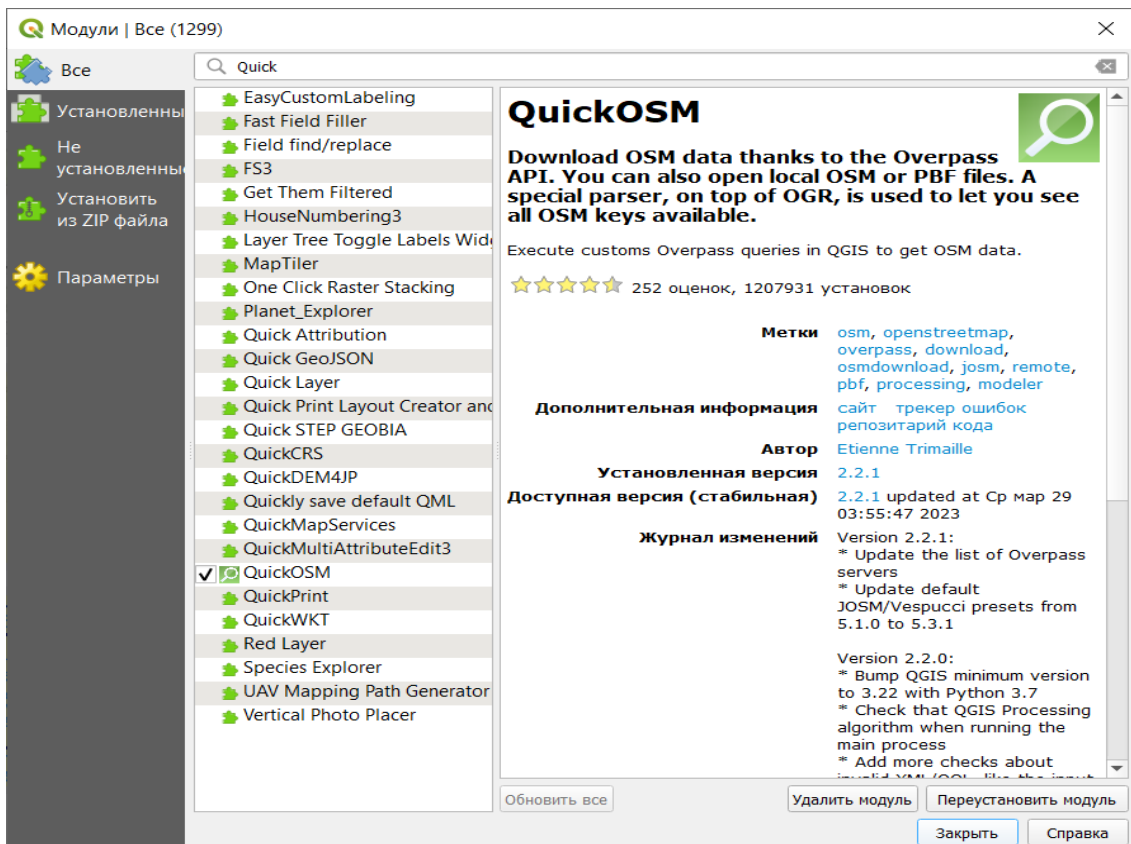 Модули | Все (1299)
Все
Установленны
Не
установленны
Установить
из ZIP файла
Параметры
Quick
EasyCustomLabeling
Fast Field Filler
Field find/replace
FS3
Get Them Filtered
HouseNumbering3
Layer Tree Toggle Labels Wid
MapTiler
One Click Raster Stacking
Planet_Explorer
Quick Attribution
Quick GeoJSON
Quick Layer
Quick Print Layout Creator and
Quick STEP GEOBIA
QuickCRS
QuickDEM4JP
Quickly save default QML
QuickMapServices
QuickMultiAttributeEdit3
QuickOSM
QuickPrint
QuickWKT
Red Layer
Species Explorer
UAV Mapping Path Generator
Vertical Photo Placer
QuickOSM
Download OSM data thanks to the Overpass
API. You can also open local OSM or PBF files. A
special parser, on top of OGR, is used to let you see
all OSM keys available.
Execute customs Overpass queries in QGIS to get OSM data.
252 оценок, 1207931 установок
Метки osm, openstreetmap,
overpass, download,
osmdownload, josm, remote,
pbf, processing, modeler
Дополнительная информация сайт трекер ошибок
репозитарий кода
Автор Etienne Trimaille
Установленная версия 2.2.1
Доступная версия (стабильная) 2.2.1 updated at Ср мар 29
03:55:47 2023
Журнал изменений Version 2.2.1:
* Update the list of Overpass
servers
* Update default
JOSM/Vespucci presets from
5.1.0 to 5.3.1
Version 2.2.0:
* Bump QGIS minimum version
to 3.22 with Python 3.7
* Check that QGIS Processing
algorithm when running the
main process
* Add more checks about
invalid XML/OQL, like the input
Обновить все
Удалить модуль
Переустановить модуль
Закрыть
Справка